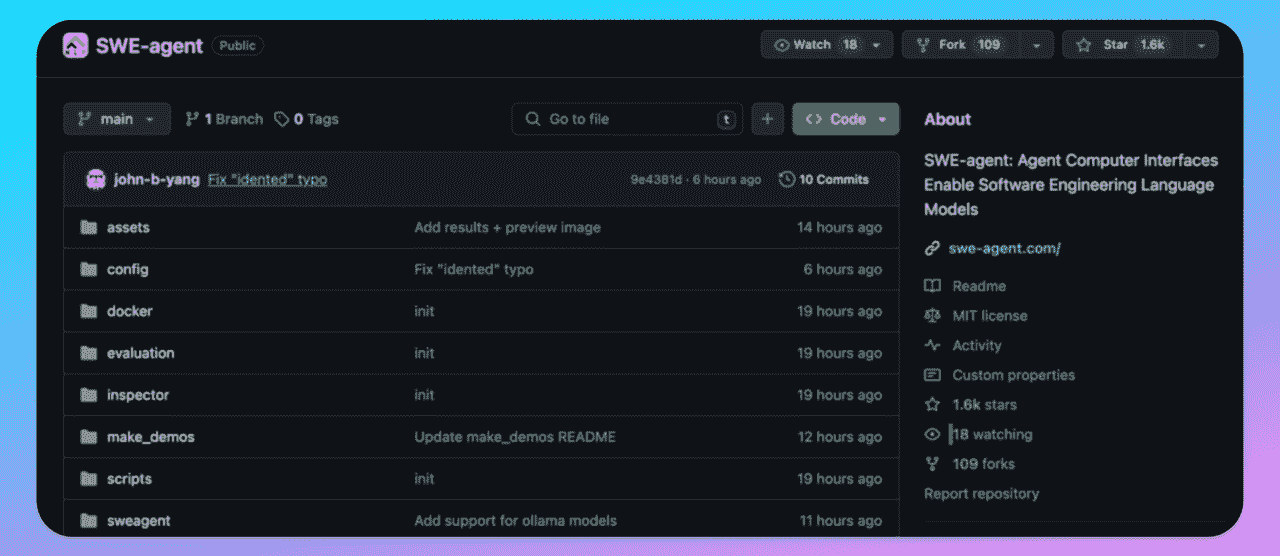 SWE-agent Public
Watch 18
Fork 109
Star 1.6k
main
1 Branch
0 Tags
Go to file
t
+
<> Code
john-b-yang Fix "idented" typo
9e4381d · 6 hours ago
10 Commits
assets Add results + preview image 14 hours ago
config Fix "idented" typo 6 hours ago
docker init 19 hours ago
evaluation init 19 hours ago
inspector init 19 hours ago
make_demos Update make_demos README 12 hours ago
scripts init 19 hours ago
sweagent Add support for ollama models 11 hours ago
About
SWE-agent: Agent Computer Interfaces
Enable Software Engineering Language
Models
swe-agent.com/
Readme
MIT license
Activity
Custom properties
1.6k stars
18 watching
109 forks
Report repository